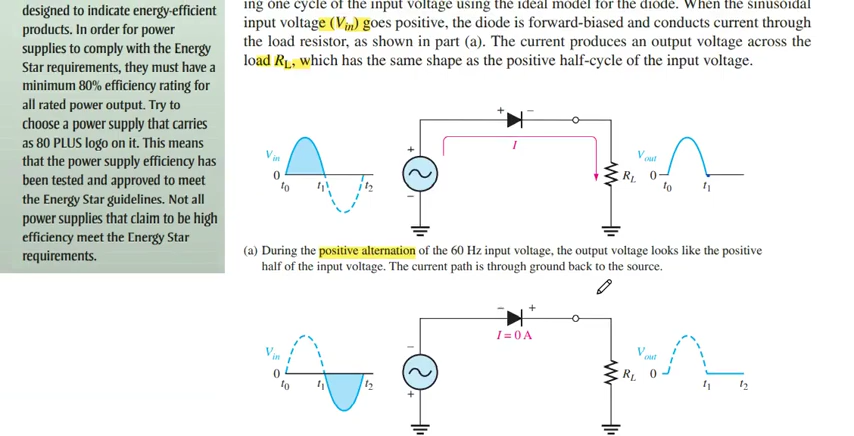 designed to indicate energy-efficient
products. In order for power
supplies to comply with the Energy
Star requirements, they must have a
minimum 80% efficiency rating for
all rated power output. Try to
choose a power supply that carries
as 80 PLUS logo on it. This means
that the power supply efficiency has
been tested and approved to meet
the Energy Star guidelines. Not all
power supplies that claim to be high
efficiency meet the Energy Star
requirements.
ing one cycle of the input voltage using the ideal model for the diode. When the sinusoidal
input voltage (Vin) goes positive, the diode is forward-biased and conducts current through
the load resistor, as shown in part (a). The current produces an output voltage across the
load RL, which has the same shape as the positive half-cycle of the input voltage.
+ −
I
Vin
0
t0 t1 t2
+
−
RL
Vout
0
t0 t1
(a) During the positive alternation of the 60 Hz input voltage, the output voltage looks like the positive
half of the input voltage. The current path is through ground back to the source.
− +
I = 0 A
Vin
0
t0 t1 t2
−
+
RL
Vout
0
t1 t2